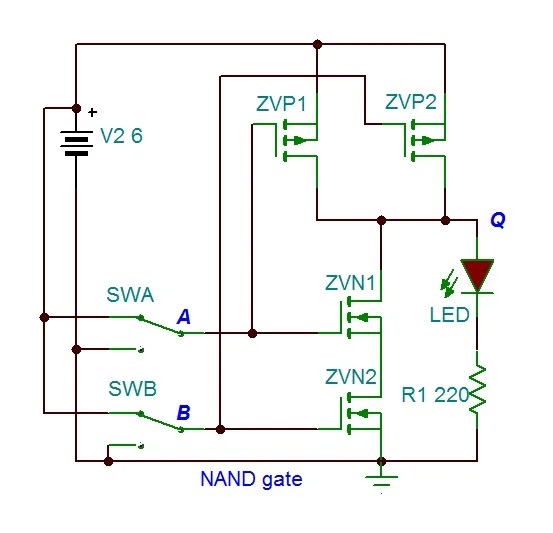 ZVP1
ZVP2
+
V2 6
Q
ZVN1
SWA
A
LED
ZVN2
SWB
R1 220
B
NAND gate